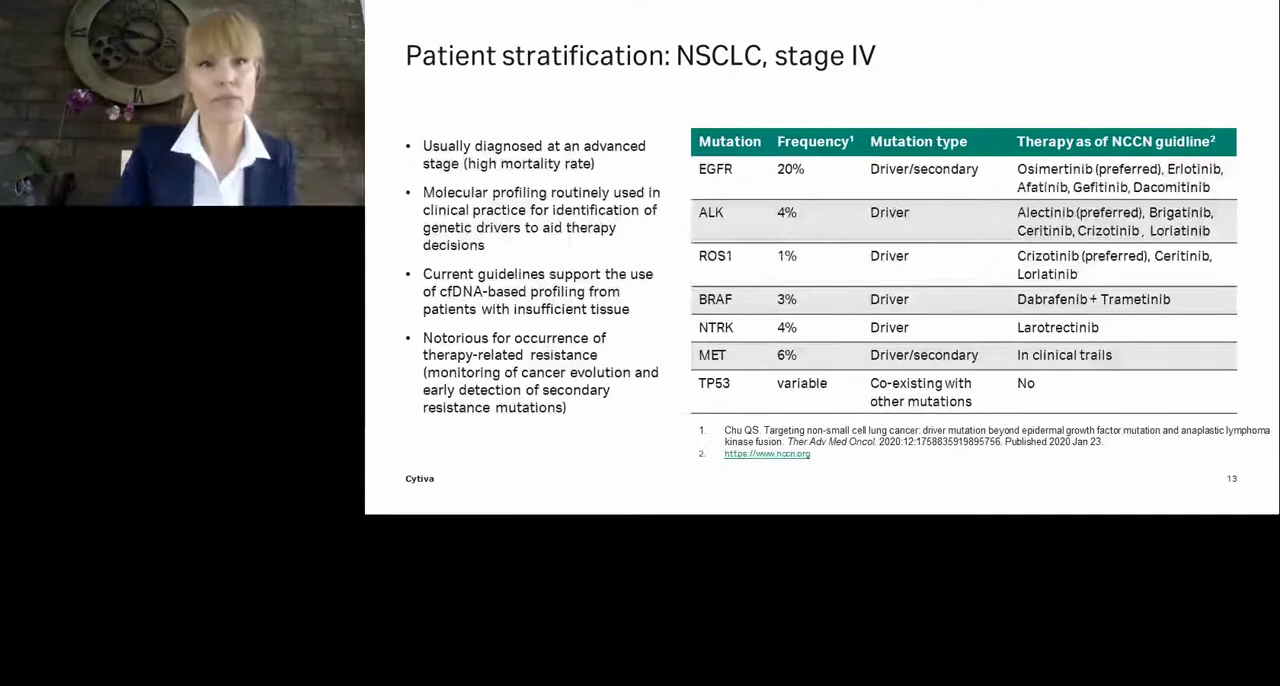 Patient stratification: NSCLC, stage IV
• Usually diagnosed at an advanced
stage (high mortality rate)
• Molecular profiling routinely used in
clinical practice for identification of
genetic drivers to aid therapy
decisions
• Current guidelines support the use
of cfDNA-based profiling from
patients with insufficient tissue
• Notorious for occurrence of
therapy-related resistance
(monitoring of cancer evolution and
early detection of secondary
resistance mutations)
Mutation Frequency¹ Mutation type Therapy as of NCCN guidline²
EGFR 20% Driver/secondary Osimertinib (preferred), Erlotinib,
Afatinib, Gefitinib, Dacomitinib
ALK 4% Driver Alectinib (preferred), Brigatinib,
Ceritinib, Crizotinib, Lorlatinib
ROS1 1% Driver Crizotinib (preferred), Ceritinib,
Lorlatinib
BRAF 3% Driver Dabrafenib + Trametinib
NTRK 4% Driver Larotrectinib
MET 6% Driver/secondary In clinical trails
TP53 variable Co-existing with No
other mutations
1. Chu QS. Targeting non-small cell lung cancer: driver mutation beyond epidermal growth factor mutation and anaplastic lymphoma
kinase fusion. Ther Adv Med Oncol. 2020;12:1758835919895756. Published 2020 Jan 23.
2. https://www.nccn.org
Cytiva 13